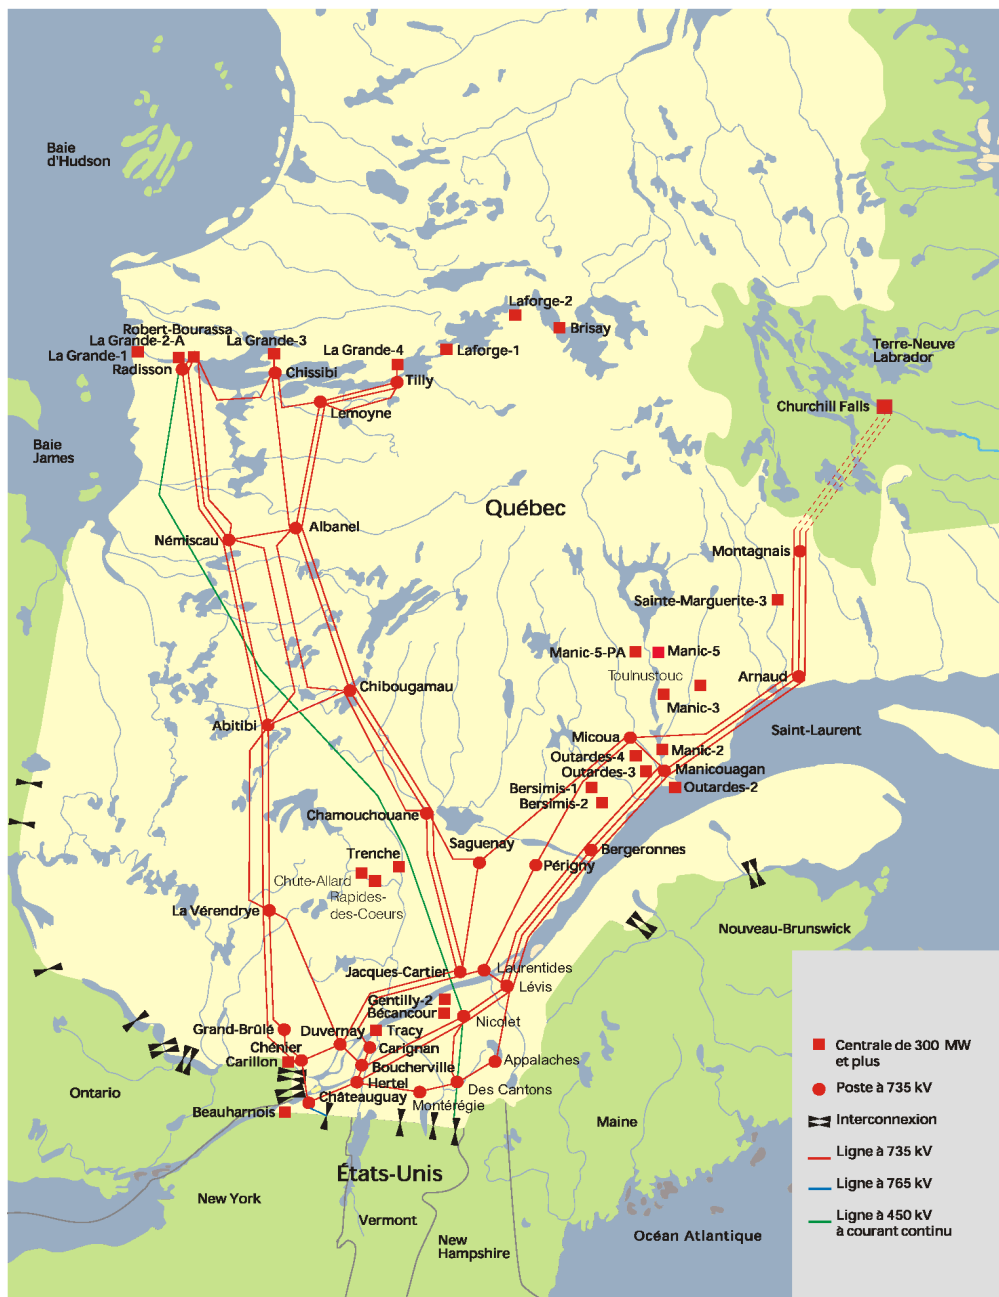 Baie
d'Hudson
Laforge-2
Brisay
Robert-Bourassa
La Grande-2-A
La Grande-3
La Grande-1
La Grande-4
Laforge-1
Radisson
Chissibi
Tilly
Lemoyne
Terre-Neuve
Labrador
Churchill Falls
Baie
James
Québec
Albanel
Némiscau
Montagnais
Sainte-Marguerite-3
Manic-5-PA
Manic-5
Toulnustouc
Arnaud
Chibougamau
Manic-3
Abitibi
Micoua
Saint-Laurent
Manic-2
Outardes-4
Outardes-3
Manicouagan
Bersimis-1
Outardes-2
Bersimis-2
Chamouchouane
Saguenay
Bergeronnes
Trenche
Périgny
Chute-Allard
Rapides-
des-Coeurs
La Vérendrye
Nouveau-Brunswick
Jacques-Cartier
Laurentides
Lévis
Gentilly-2
Bécancour
Nicolet
Grand-Brûlé
Duvernay
Tracy
Chénier
Carignan
Carillon
Boucherville
Appalaches
Hertel
Des Cantons
Châteauguay
Montérégie
Beauharnois
Ontario
Maine
États-Unis
New York
Vermont
New
Hampshire
Océan Atlantique
Centrale de 300 MW
et plus
Poste à 735 kV
Interconnexion
Ligne à 735 kV
Ligne à 765 kV
Ligne à 450 kV
à courant continu